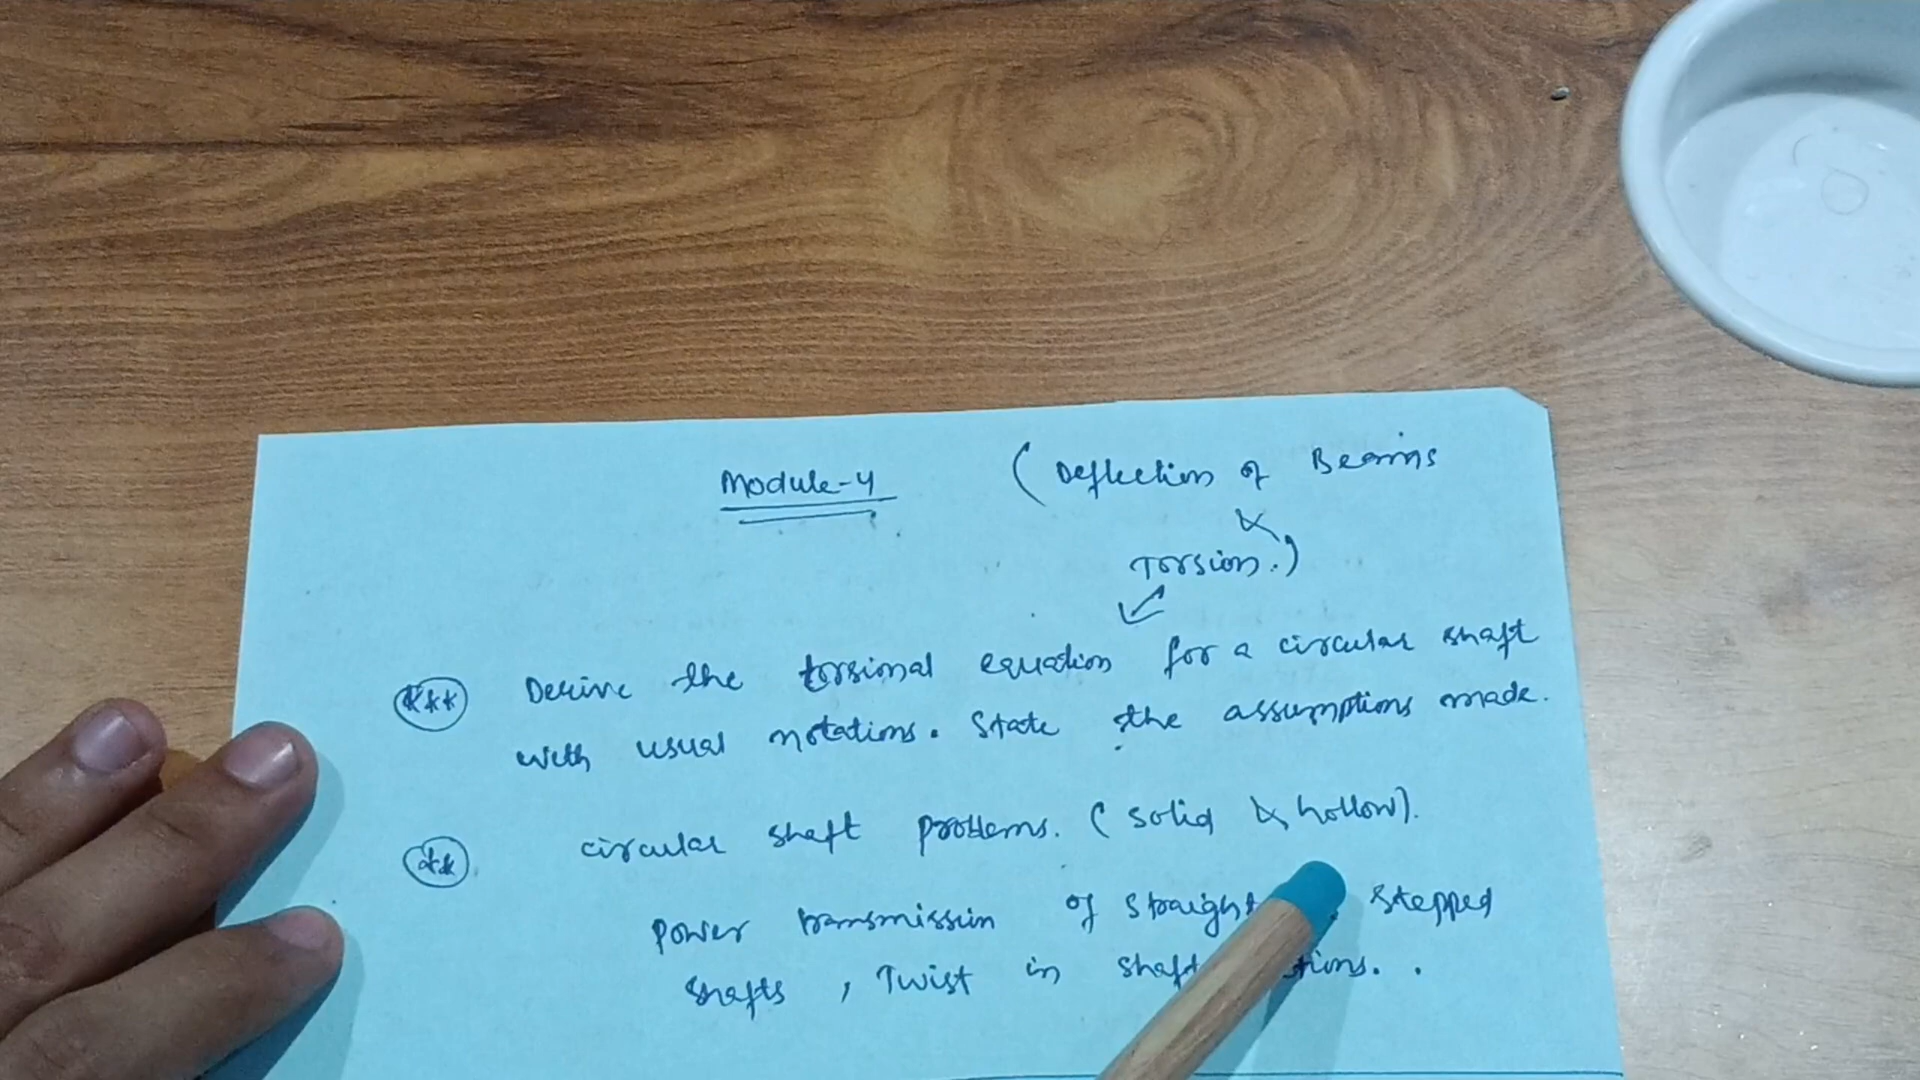 Module-4 (Deflection of Beams
&
Torsion.)
*** Derive the torsional equation for a circular shaft
with usual notations. State the assumptions made.
** circular shaft problems. (solid & hollow).
Power transmission of straight stepped
shafts, Twist in shaft